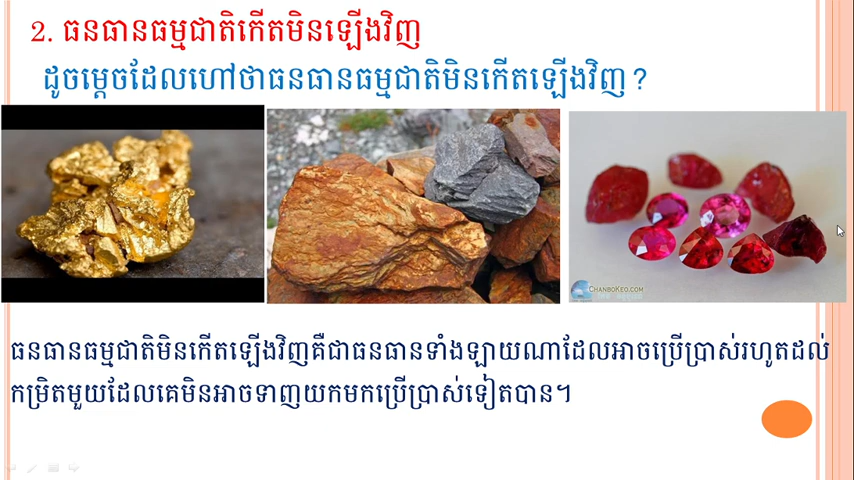 2. ធនធានធម្មជាតិកើតមិនឡើងវិញ
ដូចម្ដេចដែលហៅថាធនធានធម្មជាតិមិនកើតឡើងវិញ ?
CHANBOKEO.COM
ធនធានធម្មជាតិមិនកើតឡើងវិញគឺជាធនធានទាំងឡាយណាដែលអាចប្រើប្រាស់រហូតដល់
កម្រិតមួយដែលគេមិនអាចទាញយកមកប្រើប្រាស់ទៀតបាន។